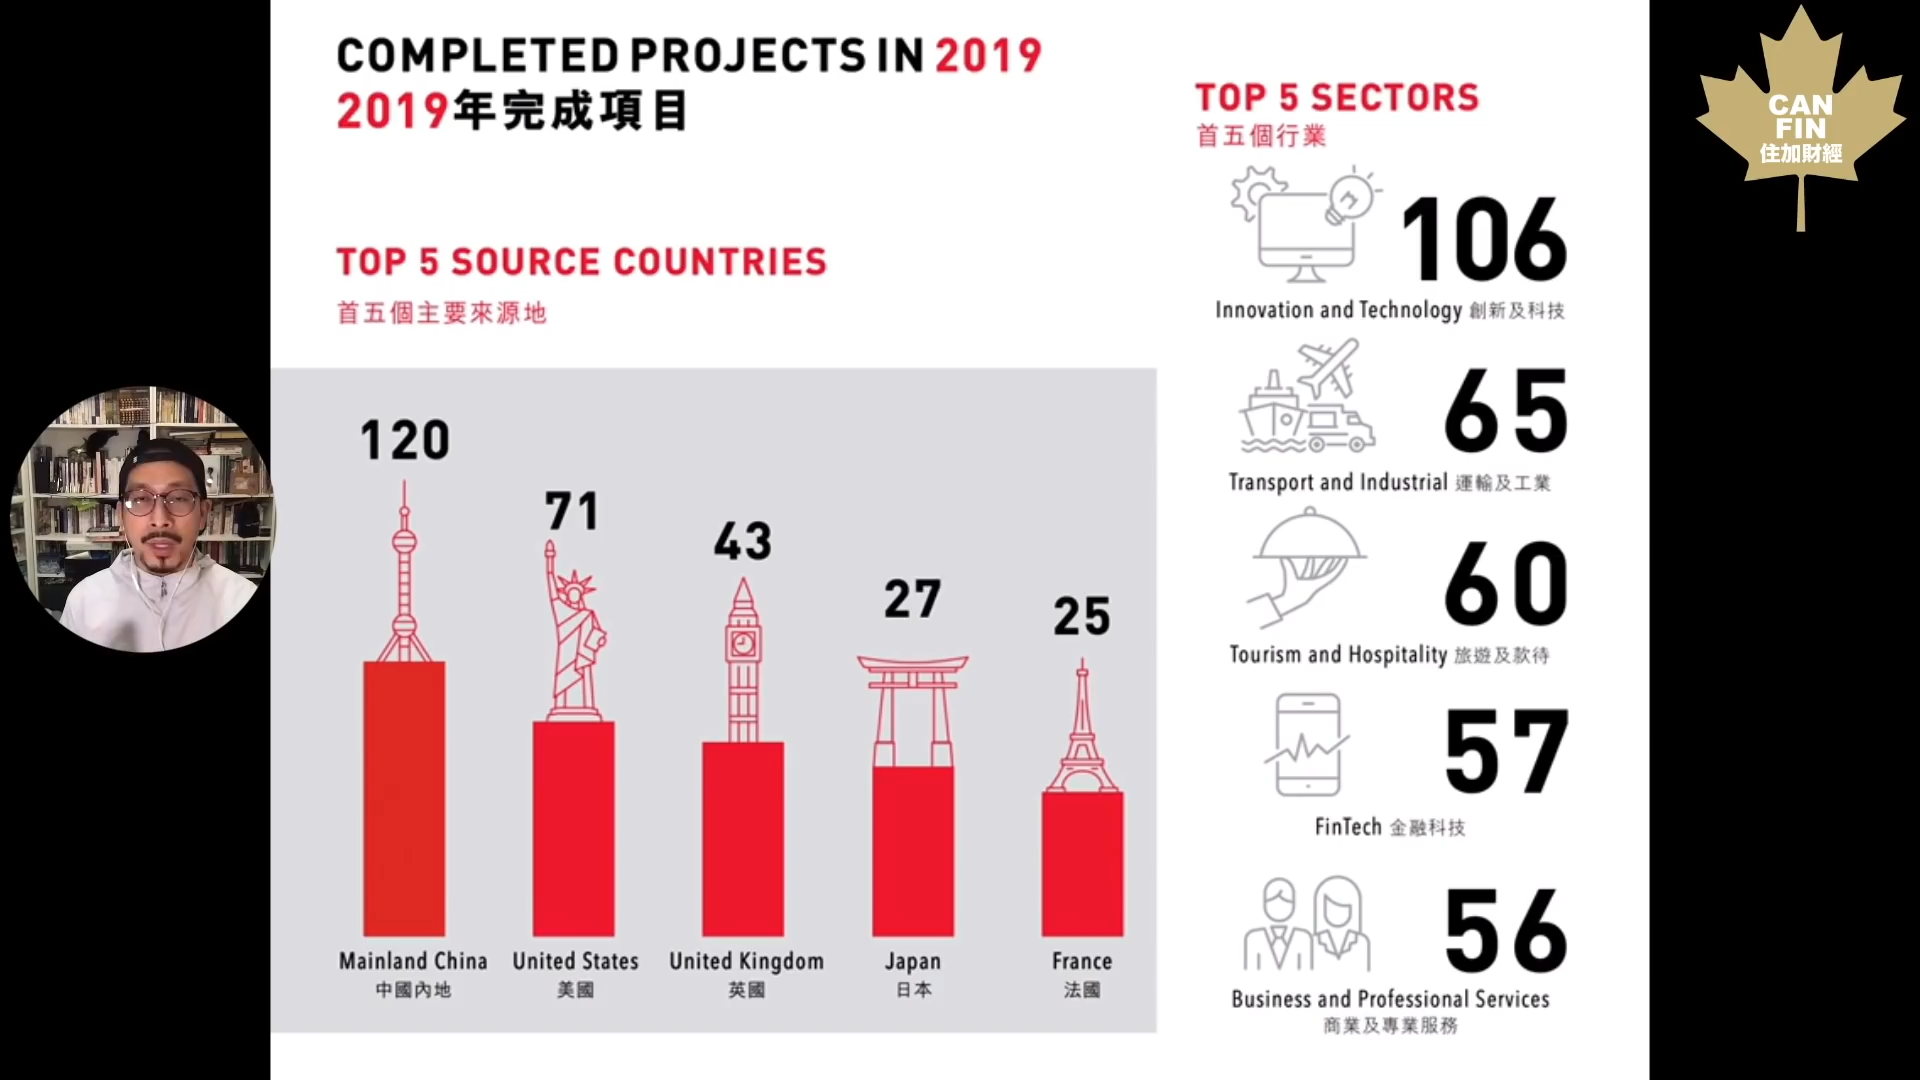 COMPLETED PROJECTS IN 2019
2019年完成項目
TOP 5 SOURCE COUNTRIES
首五個主要來源地
120
71
43
27
25
Mainland China
中國內地
United States
美國
United Kingdom
英國
Japan
日本
France
法國
TOP 5 SECTORS
首五個行業
106
Innovation and Technology 創新及科技
65
Transport and Industrial 運輸及工業
60
Tourism and Hospitality 旅遊及款待
57
FinTech 金融科技
56
Business and Professional Services
商業及專業服務
CAN
FIN
住加財經